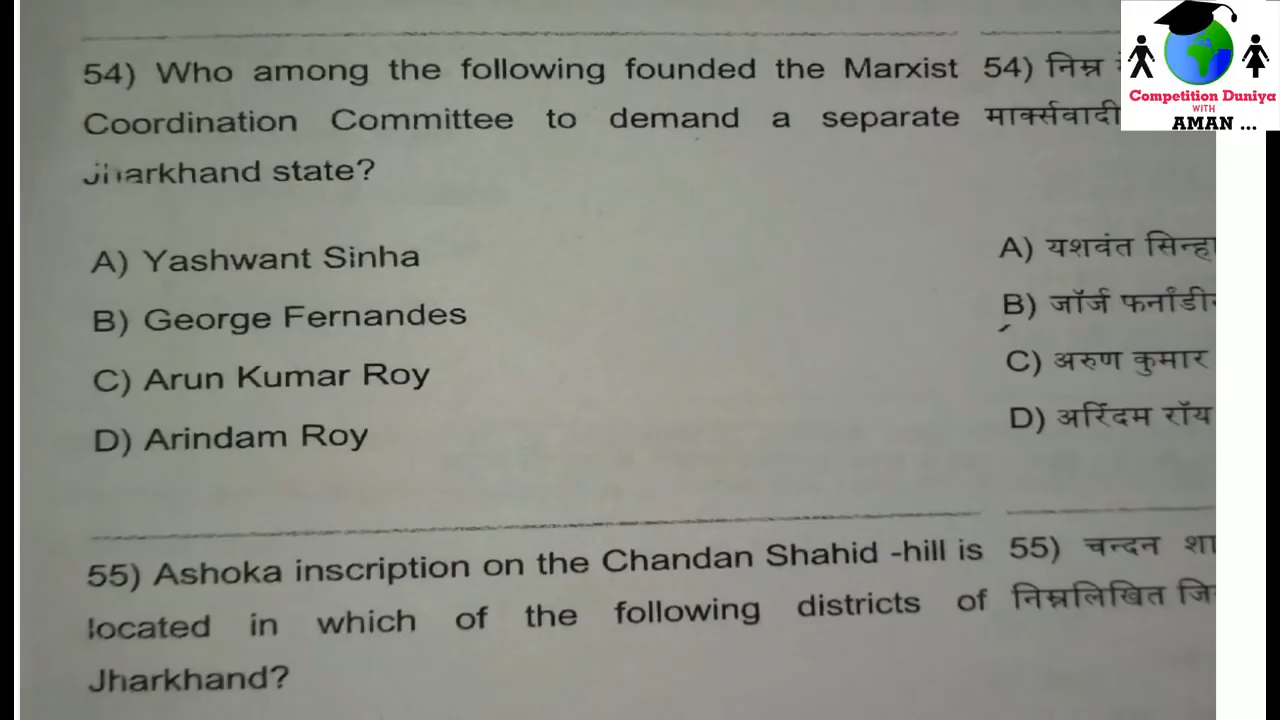 54) Who among the following founded the Marxist
Coordination Committee to demand a separate
Jharkhand state?
A) Yashwant Sinha
B) George Fernandes
C) Arun Kumar Roy
D) Arindam Roy
55) Ashoka inscription on the Chandan Shahid -hill is
located in which of the following districts of
Jharkhand?
54) निम्न
मार्क्सवादी
A) यशवंत सिन्हा
B) जॉर्ज
C) अरुण कुमार
D) अरिंदम रॉय
55) चन्दन
निम्नलिखित
Competition Duniya
WITH
AMAN ...